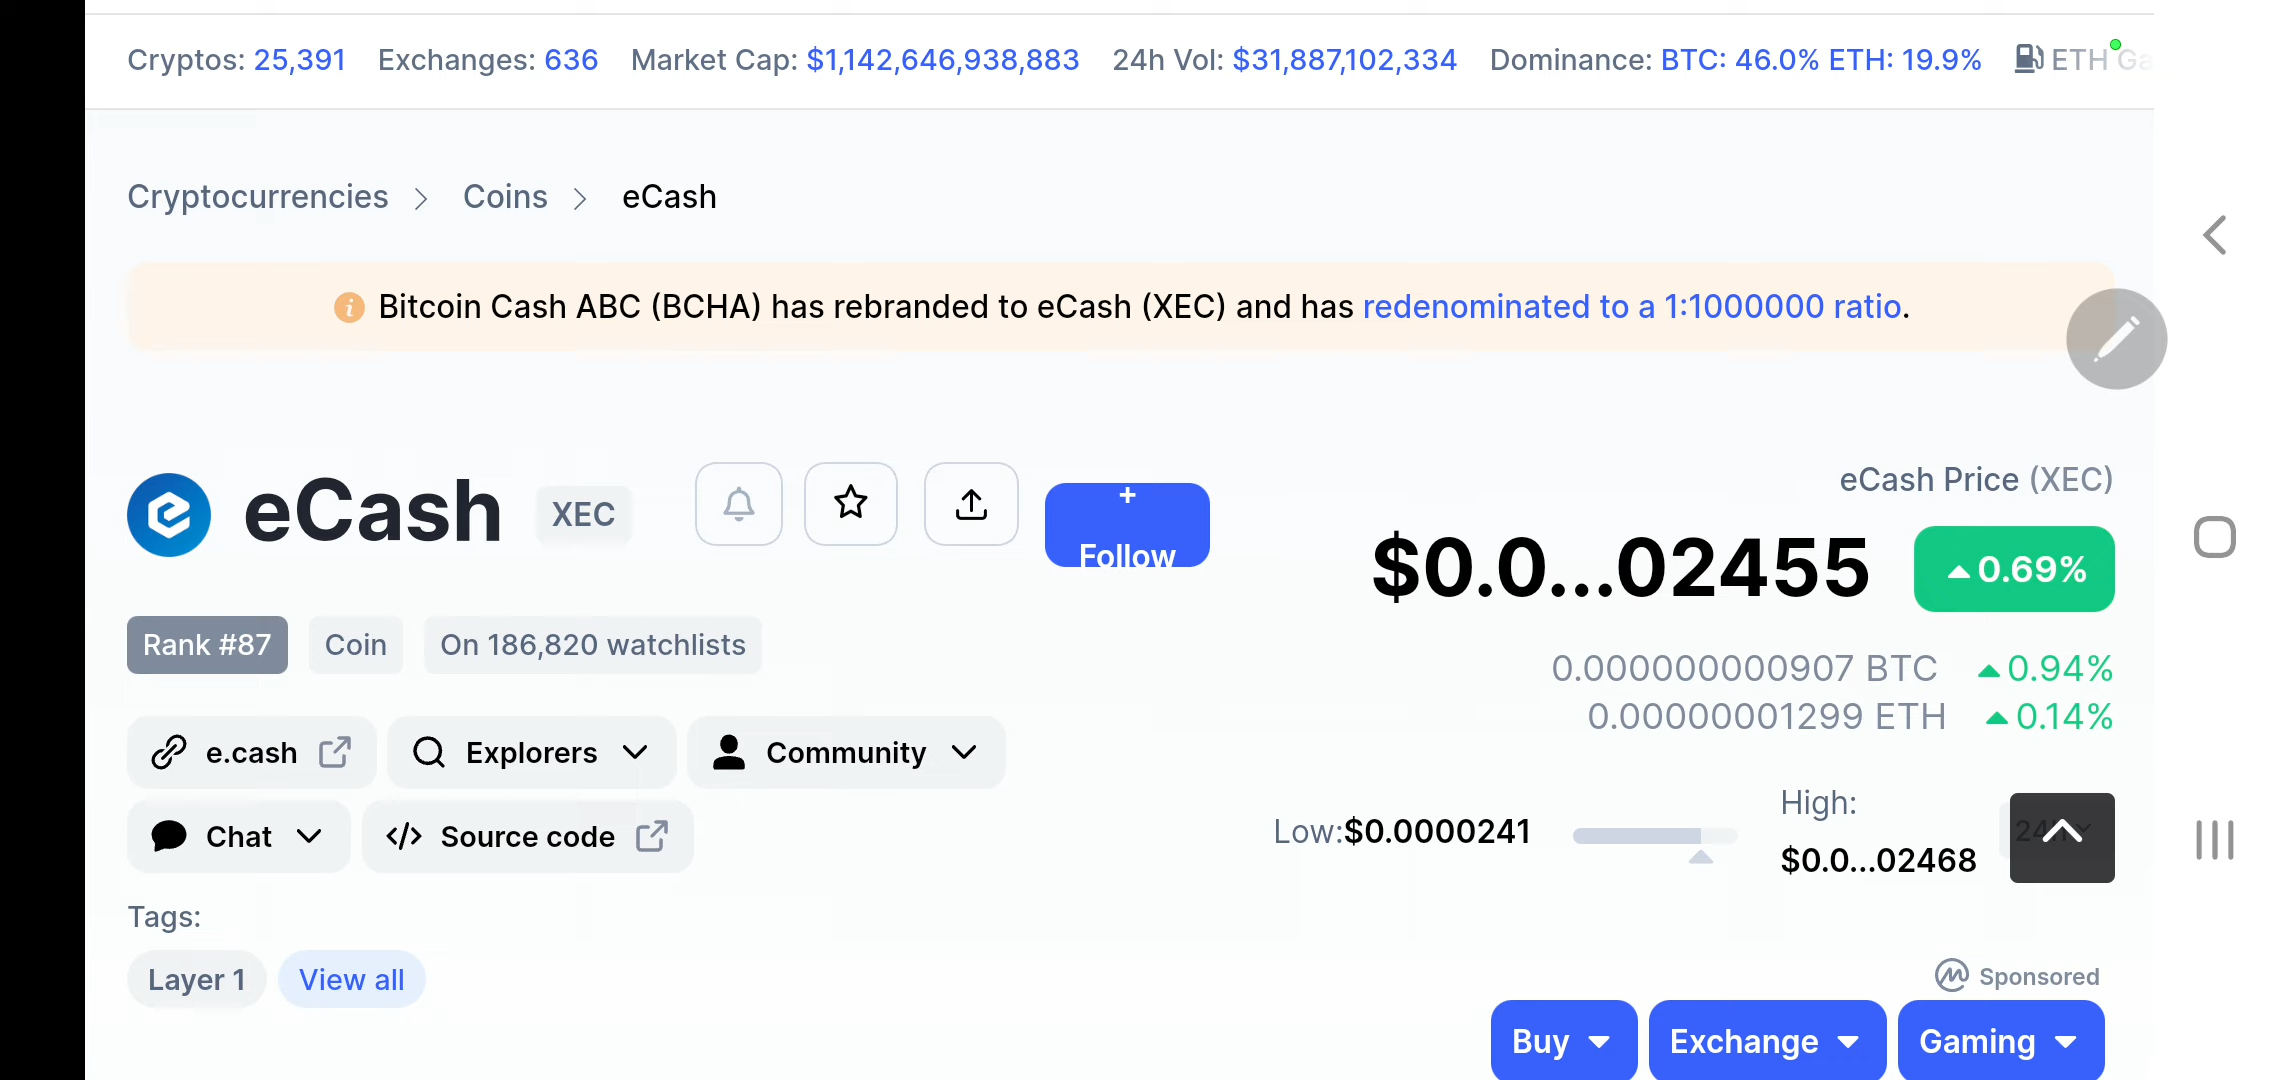 Cryptos: 25,391 Exchanges: 636 Market Cap: $1,142,646,938,883 24h Vol: $31,887,102,334 Dominance: BTC: 46.0% ETH: 19.9% ETH Ga
Cryptocurrencies > Coins > eCash
Bitcoin Cash ABC (BCHA) has rebranded to eCash (XEC) and has redenominated to a 1:1000000 ratio.
eCash XEC
+
Follow
Rank #87 Coin On 186,820 watchlists
e.cash Explorers Community
Chat </> Source code
Tags:
Layer 1 View all
eCash Price (XEC)
$0.0...02455 0.69%
0.000000000907 BTC 0.94%
0.00000001299 ETH 0.14%
Low:$0.0000241
High:
$0.0...02468
24h
Sponsored
Buy Exchange Gaming